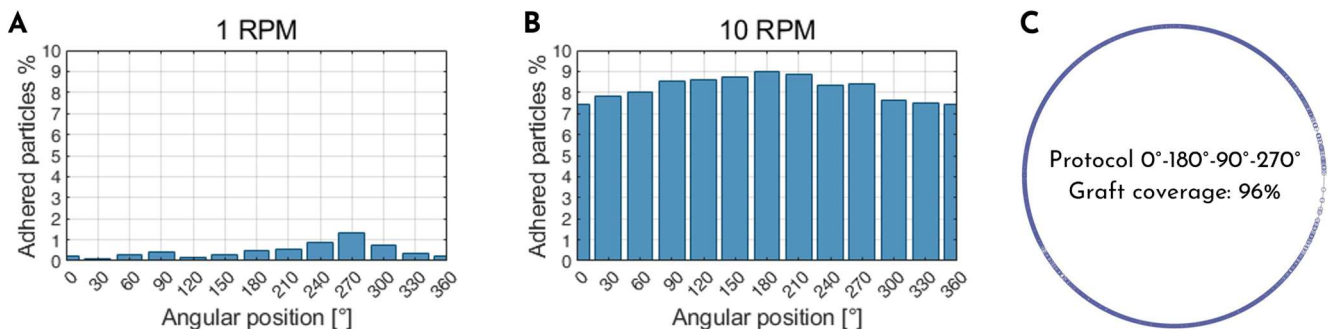 A
1 RPM
Adhered particles %
10
9
8
7
6
5
4
3
2
1
0
0 30 60 90 120 150 180 210 240 270 300 330 360
Angular position [°]
B
10 RPM
Adhered particles %
10
9
8
7
6
5
4
3
2
1
0
0 30 60 90 120 150 180 210 240 270 300 330 360
Angular position [°]
C
Protocol 0°-180°-90°-270°
Graft coverage: 96%